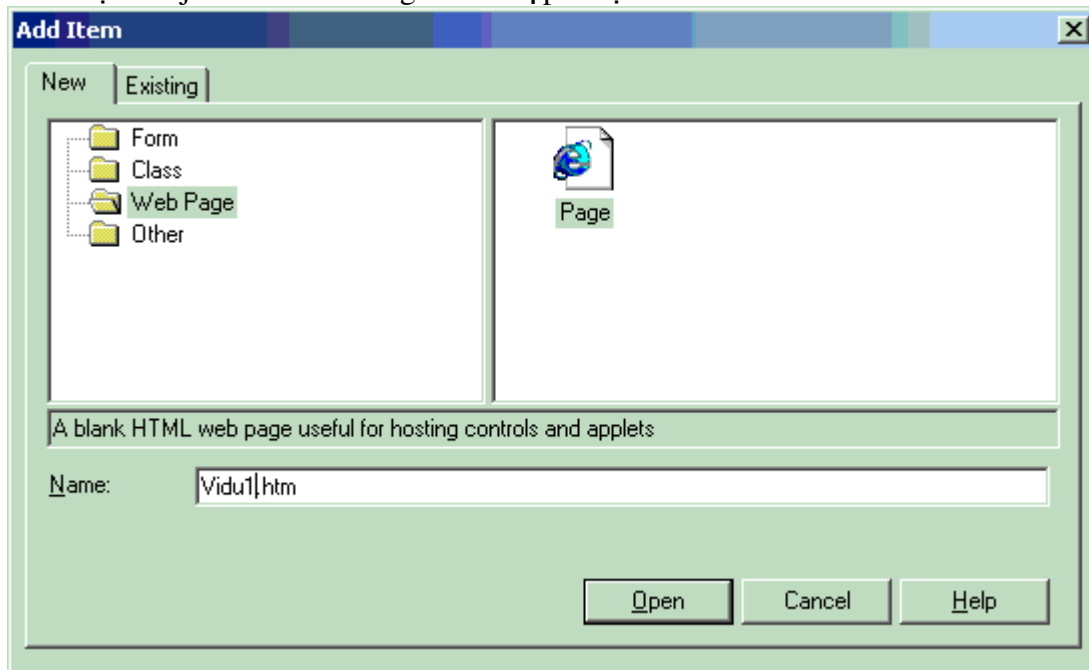 Add Item
New
Existing
Form
Class
Web Page
Other
Page
A blank HTML web page useful for hosting controls and applets
Name:
Vidu1.htm
Open
Cancel
Help